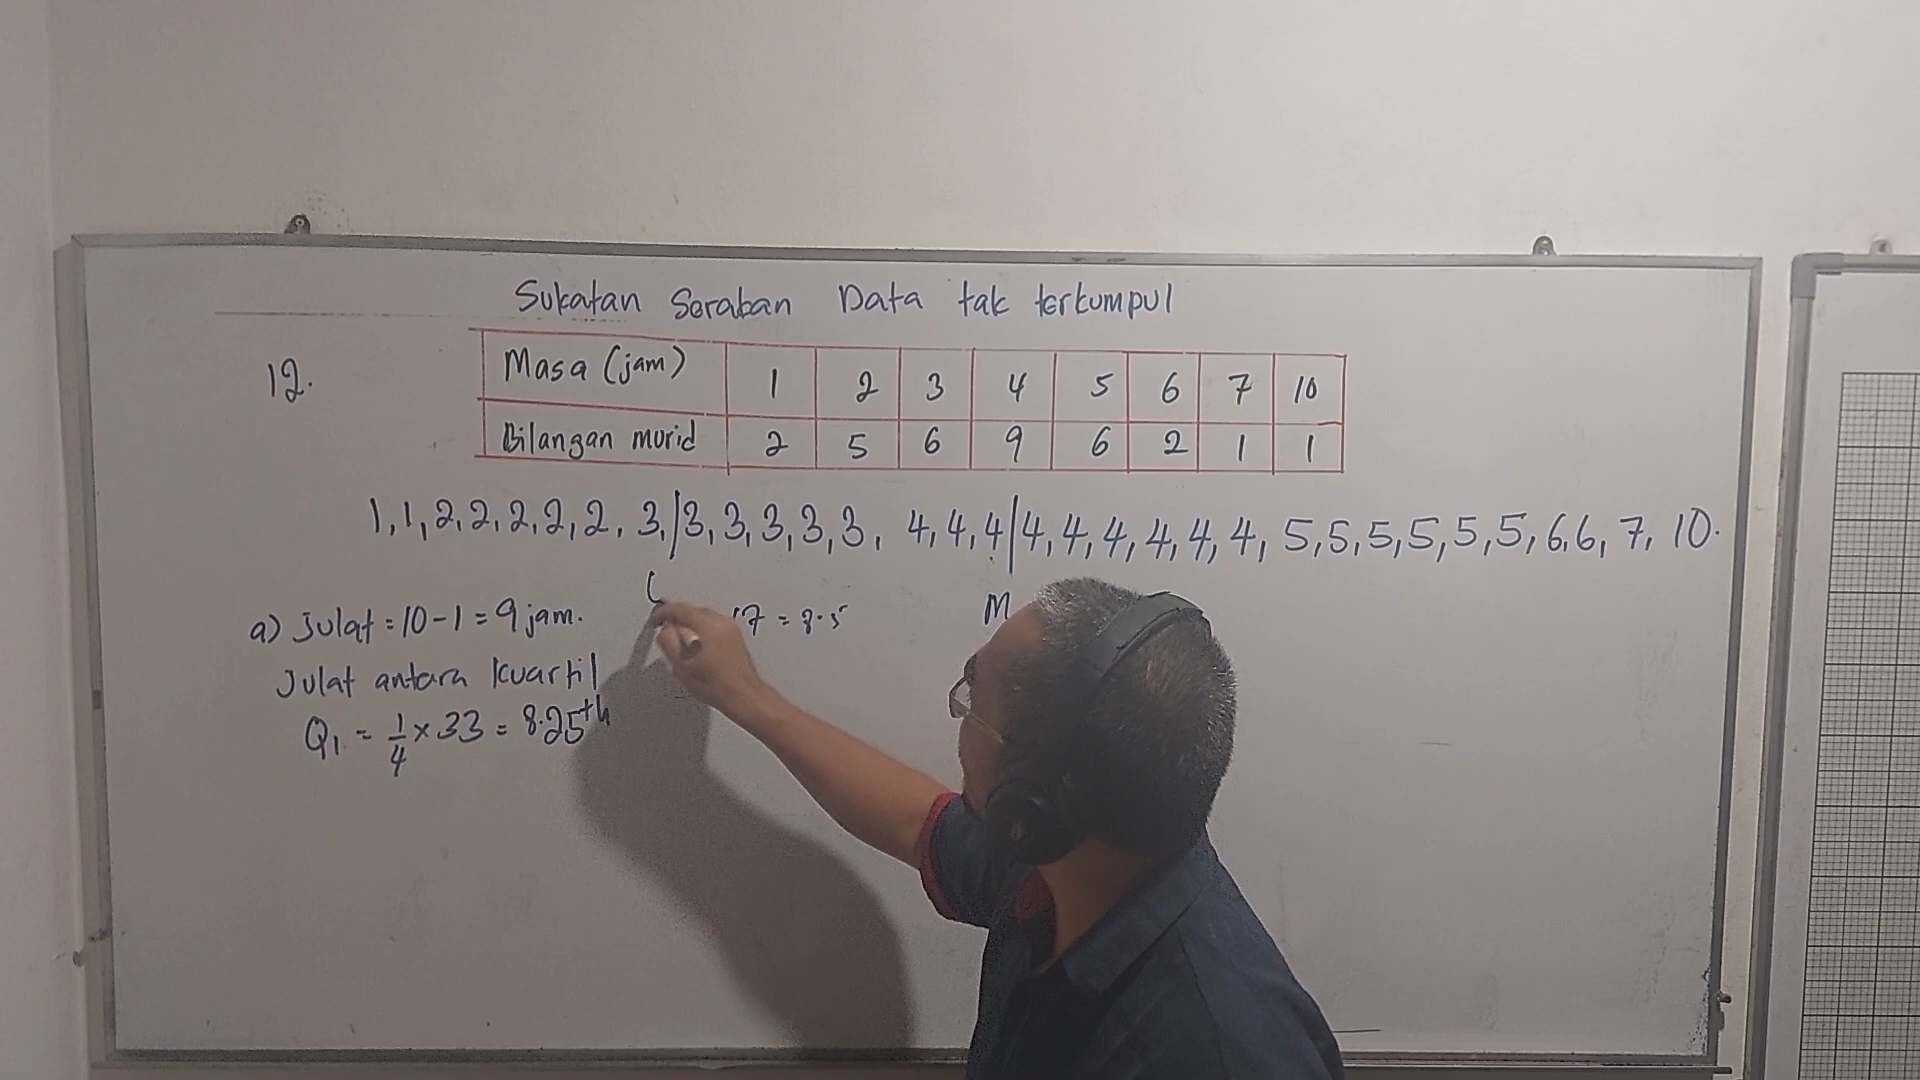 Sukatan Serakan Data tak terkumpul
12.
Masa (jam) 1 2 3 4 5 6 7 10
Bilangan murid 2 5 6 9 6 2 1 1
1,1,2,2,2,2,2,3,|3,3,3,3,3,4,4,4|4,4,4,4,4,4,5,5,5,5,5,5,6,6,7,10.
a) Julat = 10 - 1 = 9 jam.
17 = 8.5
M
Julat antara kuartil
Q1 = 1/4 × 33 = 8.25th